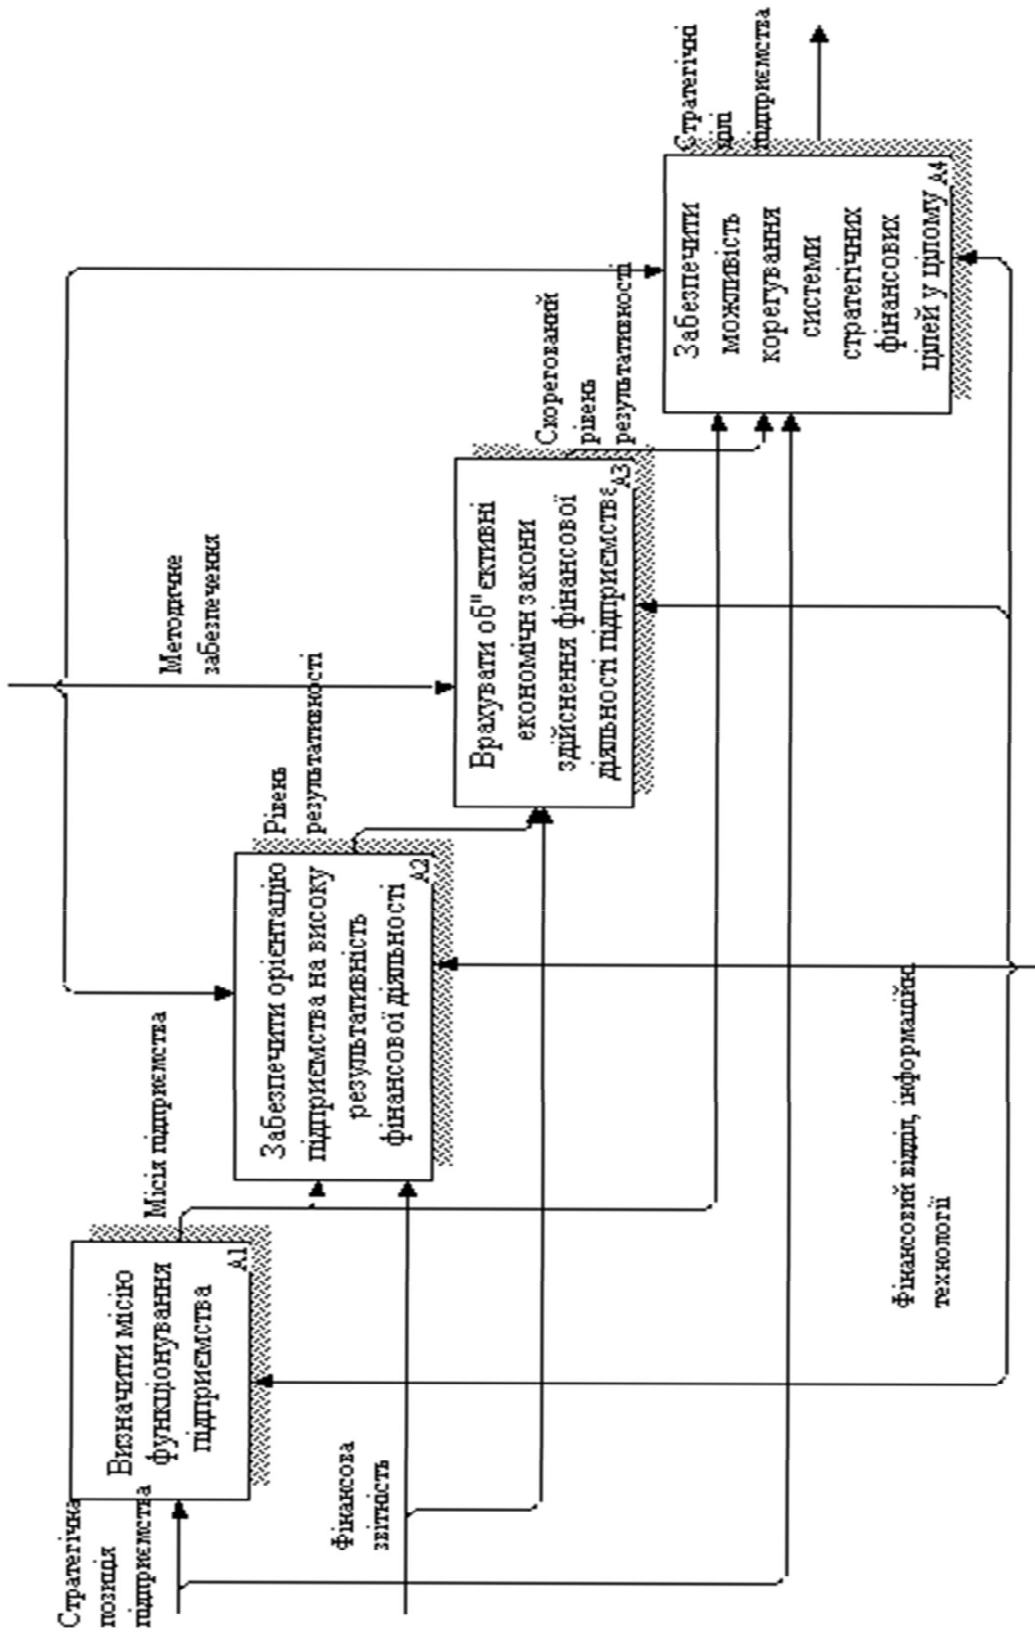 Стратегічна
позиція
підприємства
Визначити місію
функціонування
підприємства
A1
Місія підприємства
Фінансова
звітність
Забезпечити орієнтацію
підприємства на високу
результативність
фінансової діяльності
A2
Рівень
результативності
Методичне
забезпечення
Врахувати об"єктивні
економічн закони
здійснення фінансової
діяльності підприємства
A3
Скорегований
рівень
результативності
Забезпечити
можливість
корегування
системи
стратегічних
фінансових
цілей у цілому
A4
Стратегічні
цілі
підприємства
Фінансовий відділ, інформаційні
технології